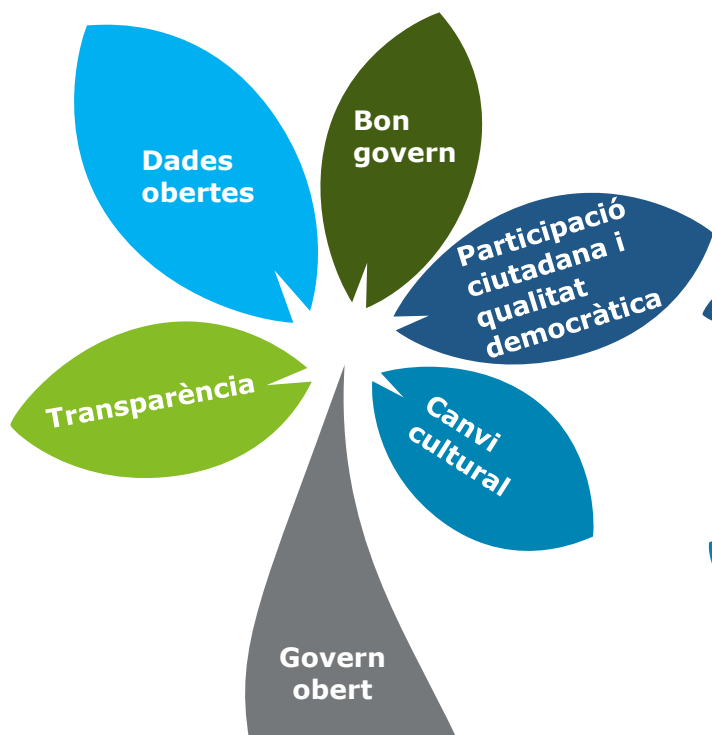 Dades
obertes
Bon
govern
Participació
ciutadana i
qualitat
democràtica
Transparència
Canvi
cultural
Govern
obert